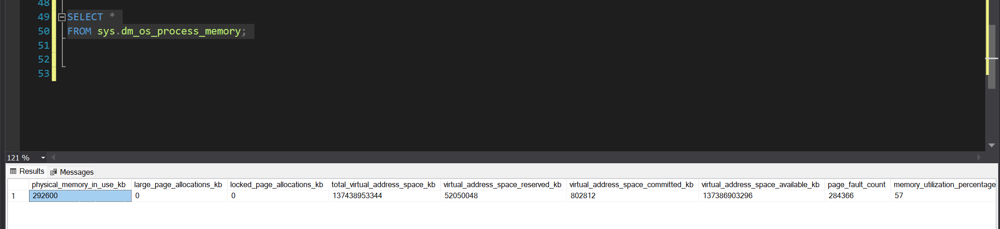 48
49 SELECT *
50 FROM sys.dm_os_process_memory;
51
52
53
121 %
Results Messages
physical_memory_in_use_kb large_page_allocations_kb locked_page_allocations_kb total_virtual_address_space_kb virtual_address_space_reserved_kb virtual_address_space_committed_kb virtual_address_space_available_kb page_fault_count memory_utilization_percentage
1 292600 0 0 137438953344 52050048 802812 137386903296 284366 57